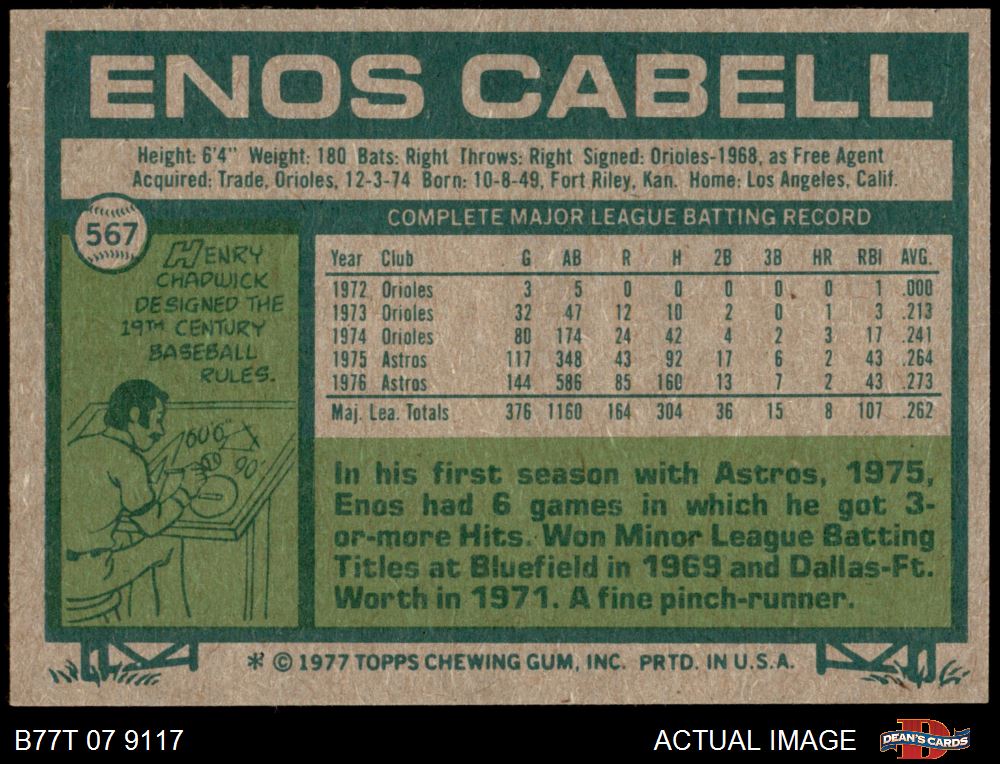 ENOS CABELL
Height: 6'4" Weight: 180 Bats: Right Throws: Right Signed: Orioles-1968, as Free Agent
Acquired: Trade, Orioles, 12-3-74 Born: 10-8-49, Fort Riley, Kan. Home: Los Angeles, Calif.
567
HENRY
CHADWICK
DESIGNED THE
19TH CENTURY
BASEBALL
RULES.
60'6"
90'
COMPLETE MAJOR LEAGUE BATTING RECORD
Year Club G AB R H 2B 3B HR RBI AVG.
1972 Orioles 3 5 0 0 0 0 0 1 .000
1973 Orioles 32 47 12 10 2 0 1 3 .213
1974 Orioles 80 174 24 42 4 2 3 17 .241
1975 Astros 117 348 43 92 17 6 2 43 .264
1976 Astros 144 586 85 160 13 7 2 43 .273
Maj. Lea. Totals 376 1160 164 304 36 15 8 107 .262
In his first season with Astros, 1975,
Enos had 6 games in which he got 3-
or-more Hits. Won Minor League Batting
Titles at Bluefield in 1969 and Dallas-Ft.
Worth in 1971. A fine pinch-runner.
* © 1977 TOPPS CHEWING GUM, INC. PRTD. IN U.S.A.
B77T 07 9117
ACTUAL IMAGE
DEAN'S CARDS